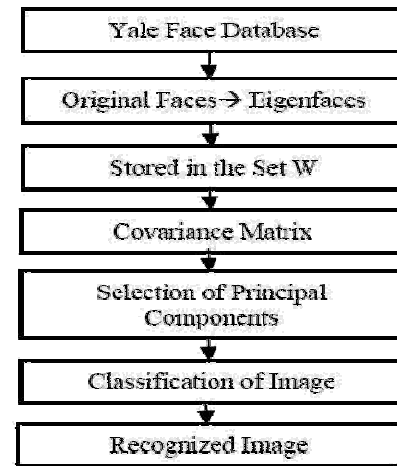 Yale Face Database
Original Faces→ Eigenfaces
Stored in the Set W
Covariance Matrix
Selection of Principal
Components
Classification of Image
Recognized Image